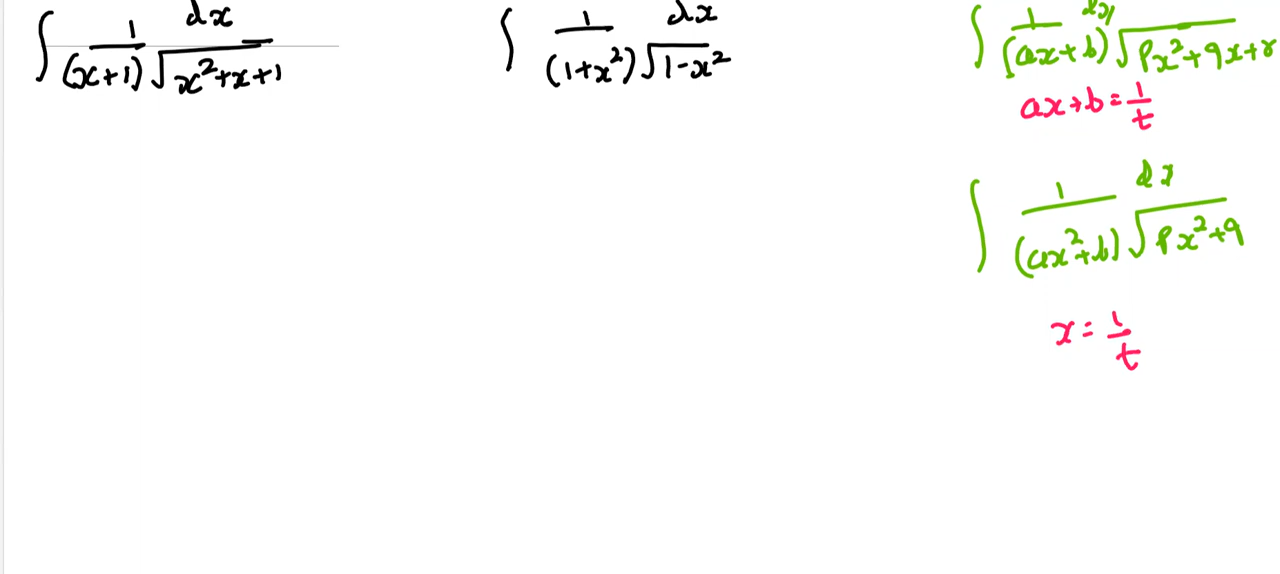 ∫ 1/((x+1)√(x²+x+1)) dx
∫ 1/((1+x²)√(1-x²)) dx
∫ 1/((ax+b)√(px²+qx+r)) dx
ax+b = 1/t
∫ 1/((ax²+b)√(px²+q)) dx
x = 1/t